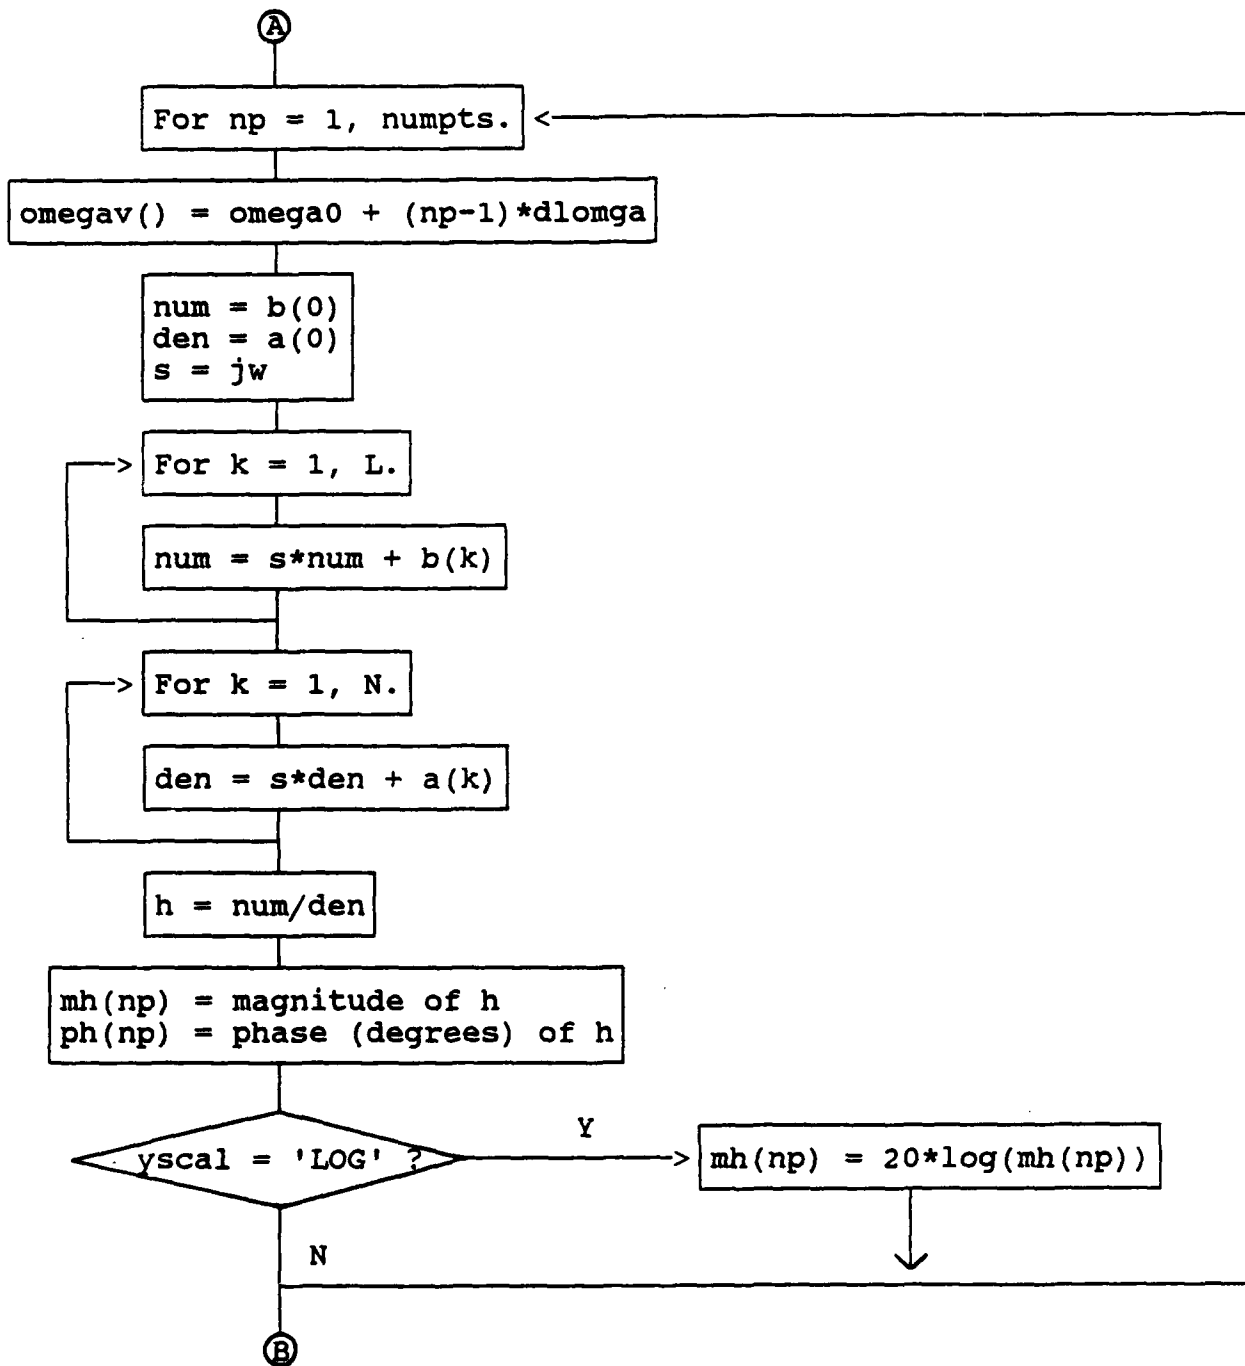 A
For np = 1, numpts.
omegav() = omega0 + (np-1)*dlomga
num = b(0)
den = a(0)
s = jw
For k = 1, L.
num = s*num + b(k)
For k = 1, N.
den = s*den + a(k)
h = num/den
mh(np) = magnitude of h
ph(np) = phase (degrees) of h
yscal = 'LOG' ?
Y
mh(np) = 20*log(mh(np))
N
B